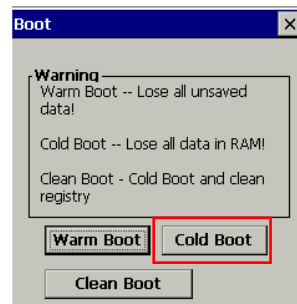 Boot
Warning
Warm Boot -- Lose all unsaved
data!
Cold Boot -- Lose all data in RAM!
Clean Boot - Cold Boot and clean
registry
Warm Boot Cold Boot
Clean Boot